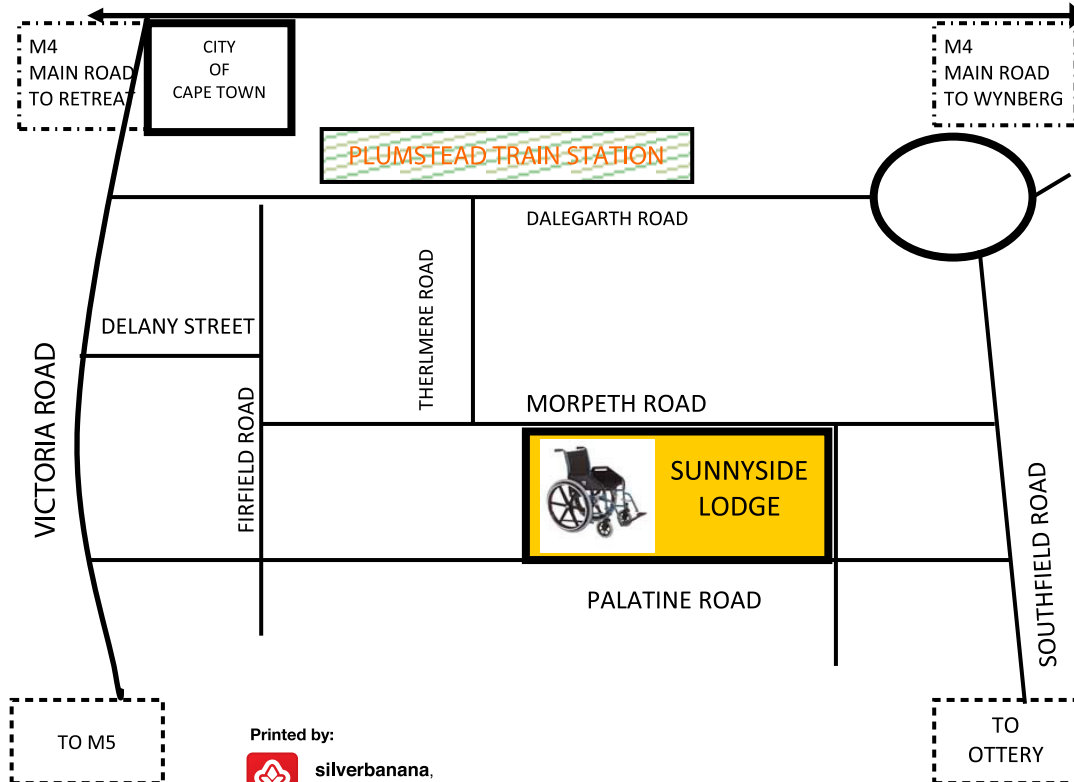 M4
MAIN ROAD
TO RETREAT
CITY
OF
CAPE TOWN
M4
MAIN ROAD
TO WYNBERG
PLUMSTEAD TRAIN STATION
DALEGARTH ROAD
THERLMERE ROAD
DELANY STREET
VICTORIA ROAD
FIRFIELD ROAD
MORPETH ROAD
SUNNYSIDE
LODGE
SOUTHFIELD ROAD
PALATINE ROAD
TO M5
Printed by:
silverbanana,
TO
OTTERY